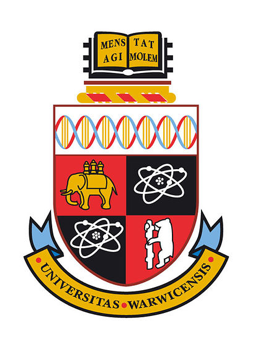 MENS TAT
AGI MOLEM
UNIVERSITAS • WARWICENSIS